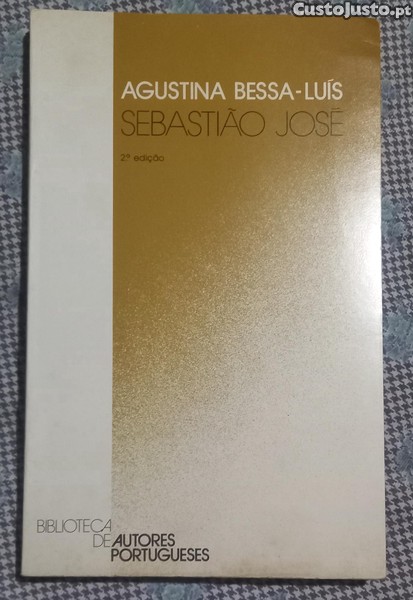 CustoJusto.pt
AGUSTINA BESSA-LUÍS
SEBASTIÃO JOSÉ
2ª edição
BIBLIOTECA
DE AUTORES
PORTUGUESES